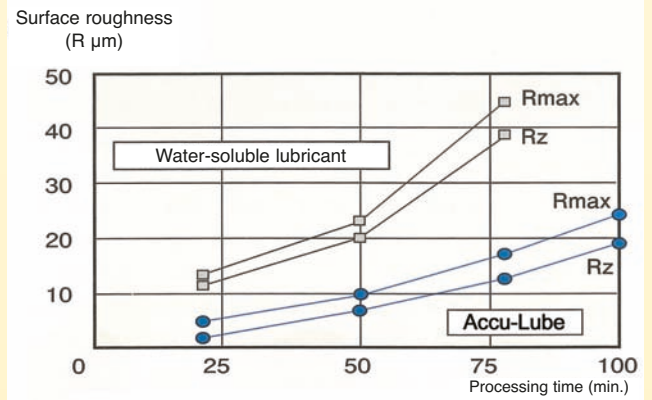 Surface roughness
(R µm)
50
40
30
20
10
0
Water-soluble lubricant
Rmax
Rz
Rmax
Rz
Accu-Lube
25 50 75 100
Processing time (min.)